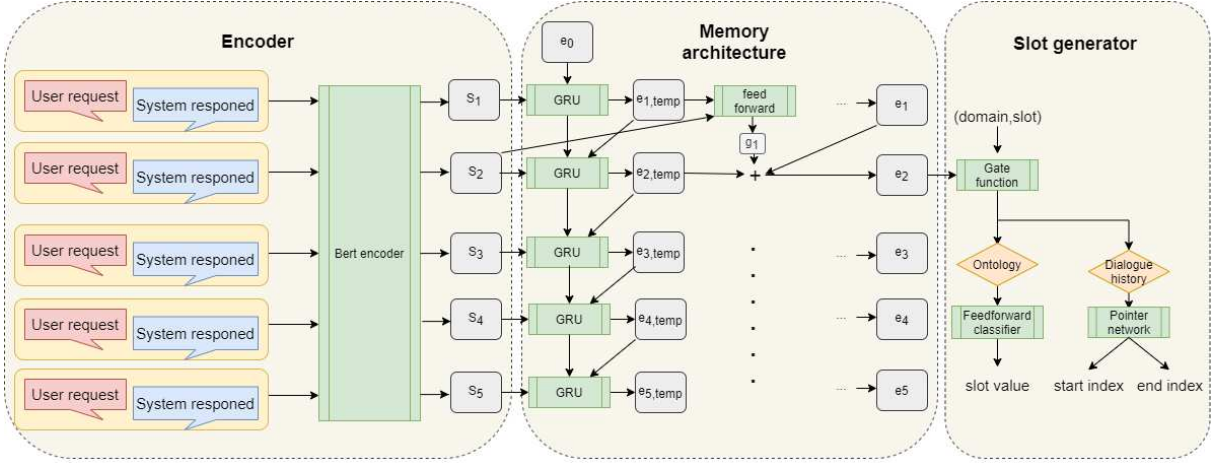 Encoder
User request
System responed
User request
System responed
User request
System responed
User request
System responed
User request
System responed
Bert encoder
S1
S2
S3
S4
S5
Memory
architecture
e0
GRU
e1,temp
feed
forward
...
e1
g1
GRU
e2,temp
+
e2
GRU
e3,temp
...
e3
GRU
e4,temp
...
e4
GRU
e5,temp
...
e5
Slot generator
(domain,slot)
Gate
function
Ontology
Dialogue
history
Feedforward
classifier
Pointer
network
slot value
start index
end index